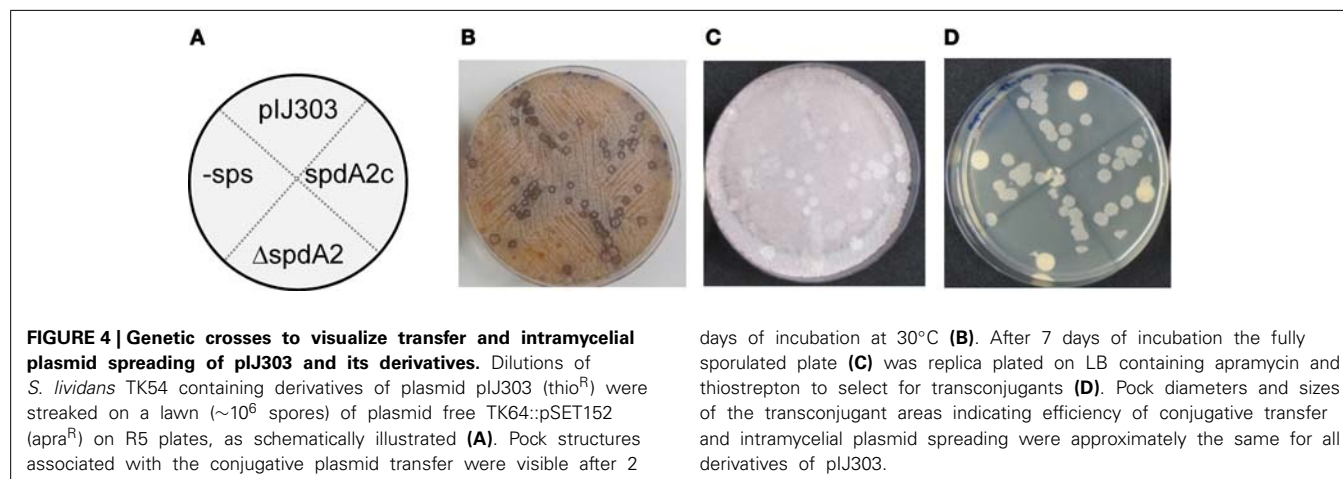 A
B
C
D
pIJ303
-sps
spdA2c
ΔspdA2
FIGURE 4 | Genetic crosses to visualize transfer and intramycelial
plasmid spreading of pIJ303 and its derivatives. Dilutions of
S. lividans TK54 containing derivatives of plasmid pIJ303 (thioᴿ) were
streaked on a lawn (~10⁶ spores) of plasmid free TK64::pSET152
(apraᴿ) on R5 plates, as schematically illustrated (A). Pock structures
associated with the conjugative plasmid transfer were visible after 2
days of incubation at 30°C (B). After 7 days of incubation the fully
sporulated plate (C) was replica plated on LB containing apramycin and
thiostrepton to select for transconjugants (D). Pock diameters and sizes
of the transconjugant areas indicating efficiency of conjugative transfer
and intramycelial plasmid spreading were approximately the same for all
derivatives of pIJ303.